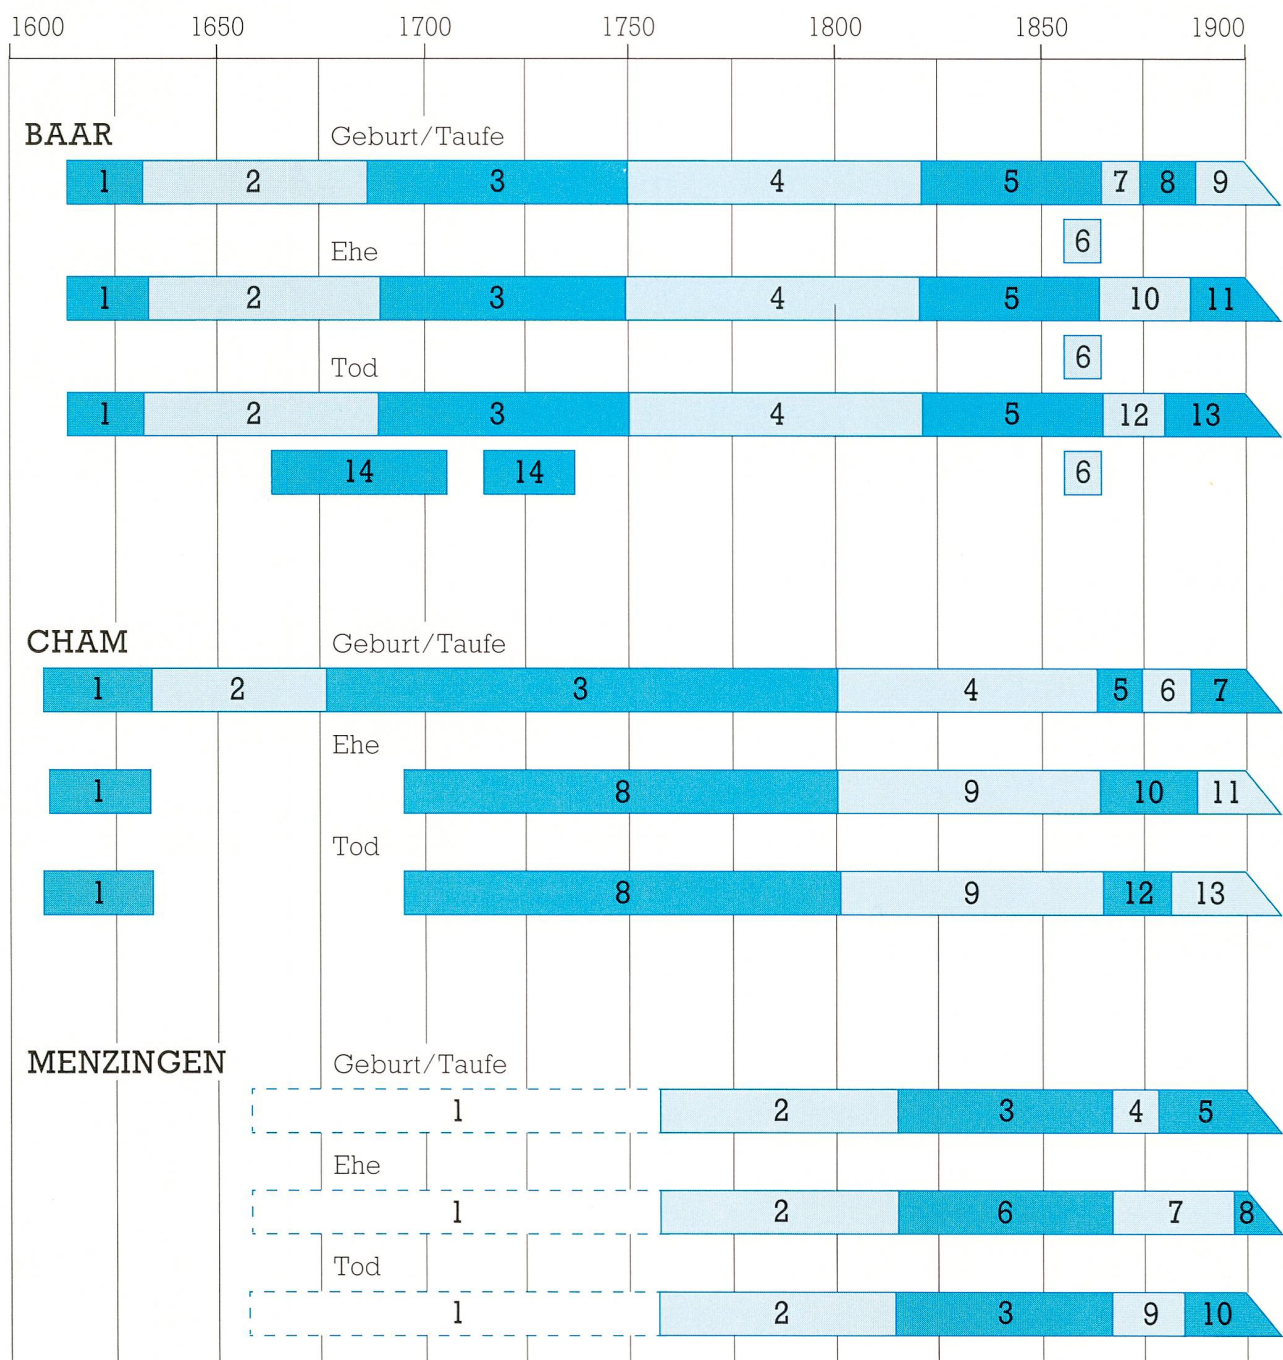 1600 1650 1700 1750 1800 1850 1900
BAAR Geburt/Taufe
1 2 3 4 5 7 8 9
6
Ehe
1 2 3 4 5 10 11
6
Tod
1 2 3 4 5 12 13
14 14 6
CHAM Geburt/Taufe
1 2 3 4 5 6 7
Ehe
1 8 9 10 11
Tod
1 8 9 12 13
MENZINGEN Geburt/Taufe
1 2 3 4 5
Ehe
1 2 6 7 8
Tod
1 2 3 9 10